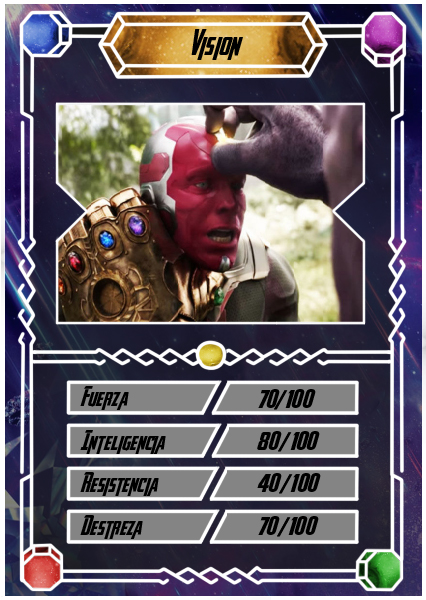 Vision
Fuerza 70/100
Inteligencia 80/100
Resistencia 40/100
Destreza 70/100